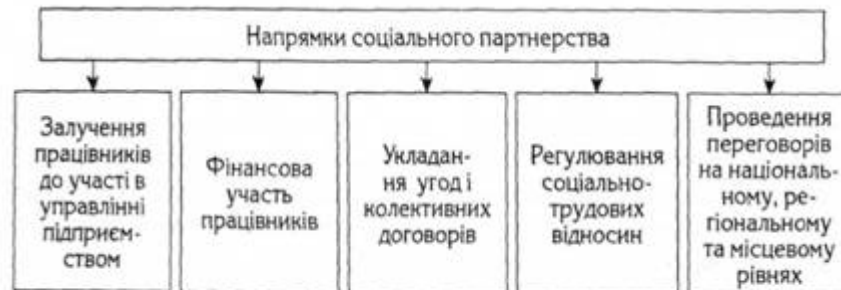 Напрямки соціального партнерства
Залучення
працівників
до участі в
управлінні
підприєм-
ством
Фінансова
участь
працівників
Укладан-
ня угод і
колективних
договорів
Регулювання
соціально-
трудових
відносин
Проведення
переговорів
на національ-
ному, ре-
гіональному
та місцевому
рівнях